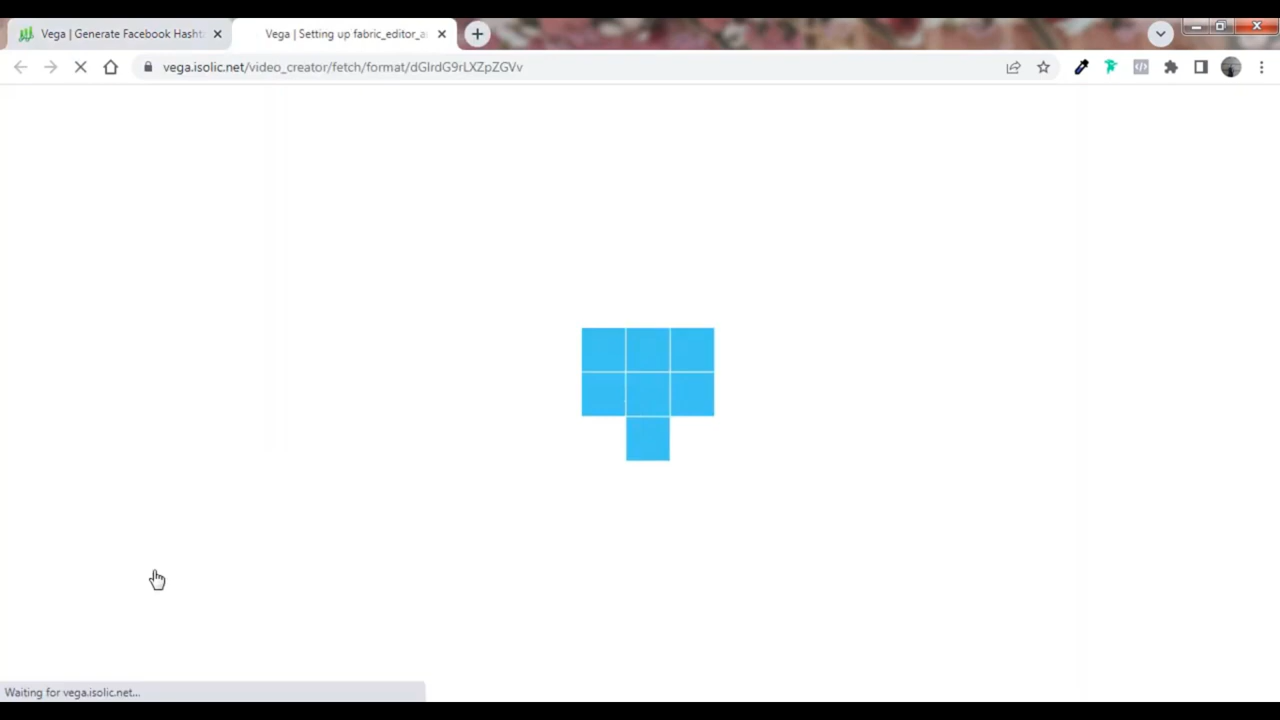 Vega | Generate Facebook Hasht
Vega | Setting up fabric_editor_a
vega.isolic.net/video_creator/fetch/format/dGlrdG9rLXZpZGVv
Waiting for vega.isolic.net...